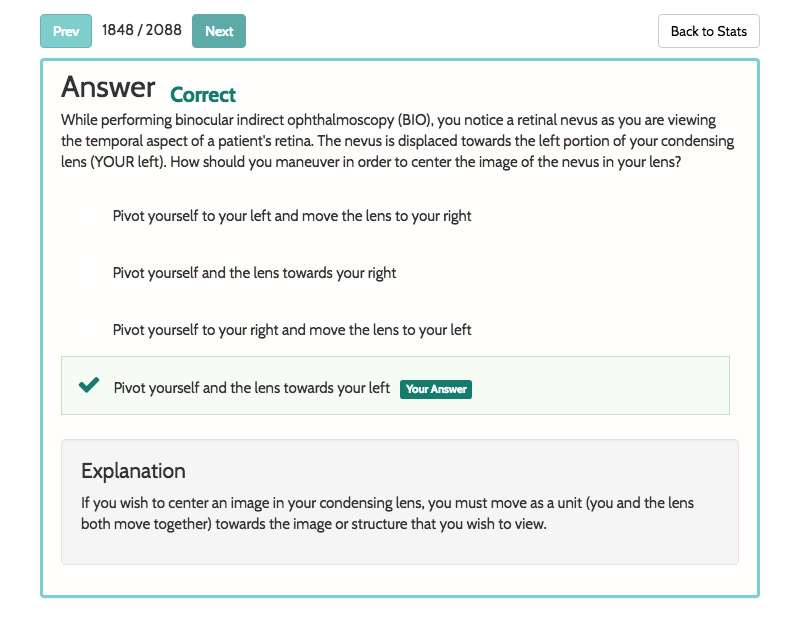 Prev 1848 / 2088 Next Back to Stats
Answer Correct
While performing binocular indirect ophthalmoscopy (BIO), you notice a retinal nevus as you are viewing
the temporal aspect of a patient's retina. The nevus is displaced towards the left portion of your condensing
lens (YOUR left). How should you maneuver in order to center the image of the nevus in your lens?
Pivot yourself to your left and move the lens to your right
Pivot yourself and the lens towards your right
Pivot yourself to your right and move the lens to your left
Pivot yourself and the lens towards your left Your Answer
Explanation
If you wish to center an image in your condensing lens, you must move as a unit (you and the lens
both move together) towards the image or structure that you wish to view.